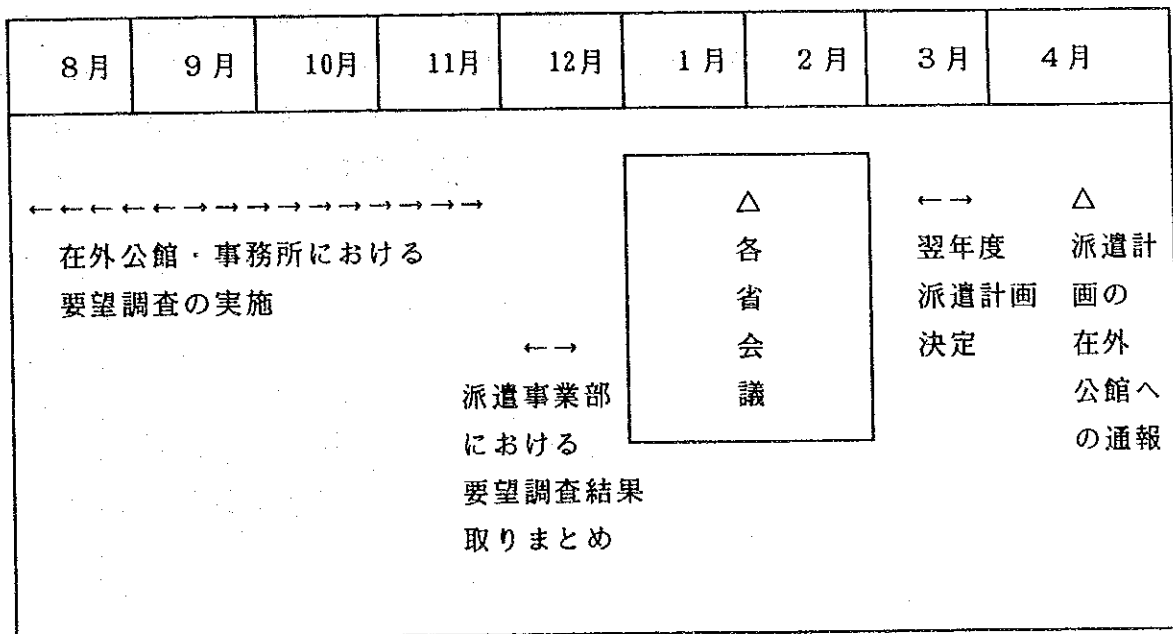 8月 9月 10月 11月 12月 1月 2月 3月 4月
←←←←←→→→→→→→→→→
在外公館・事務所における
要望調査の実施
←→
派遣事業部
における
要望調査結果
取りまとめ
△
各
省
会
議
←→
翌年度
派遣計画
決定
△
派遣計
画の
在外
公館へ
の通報